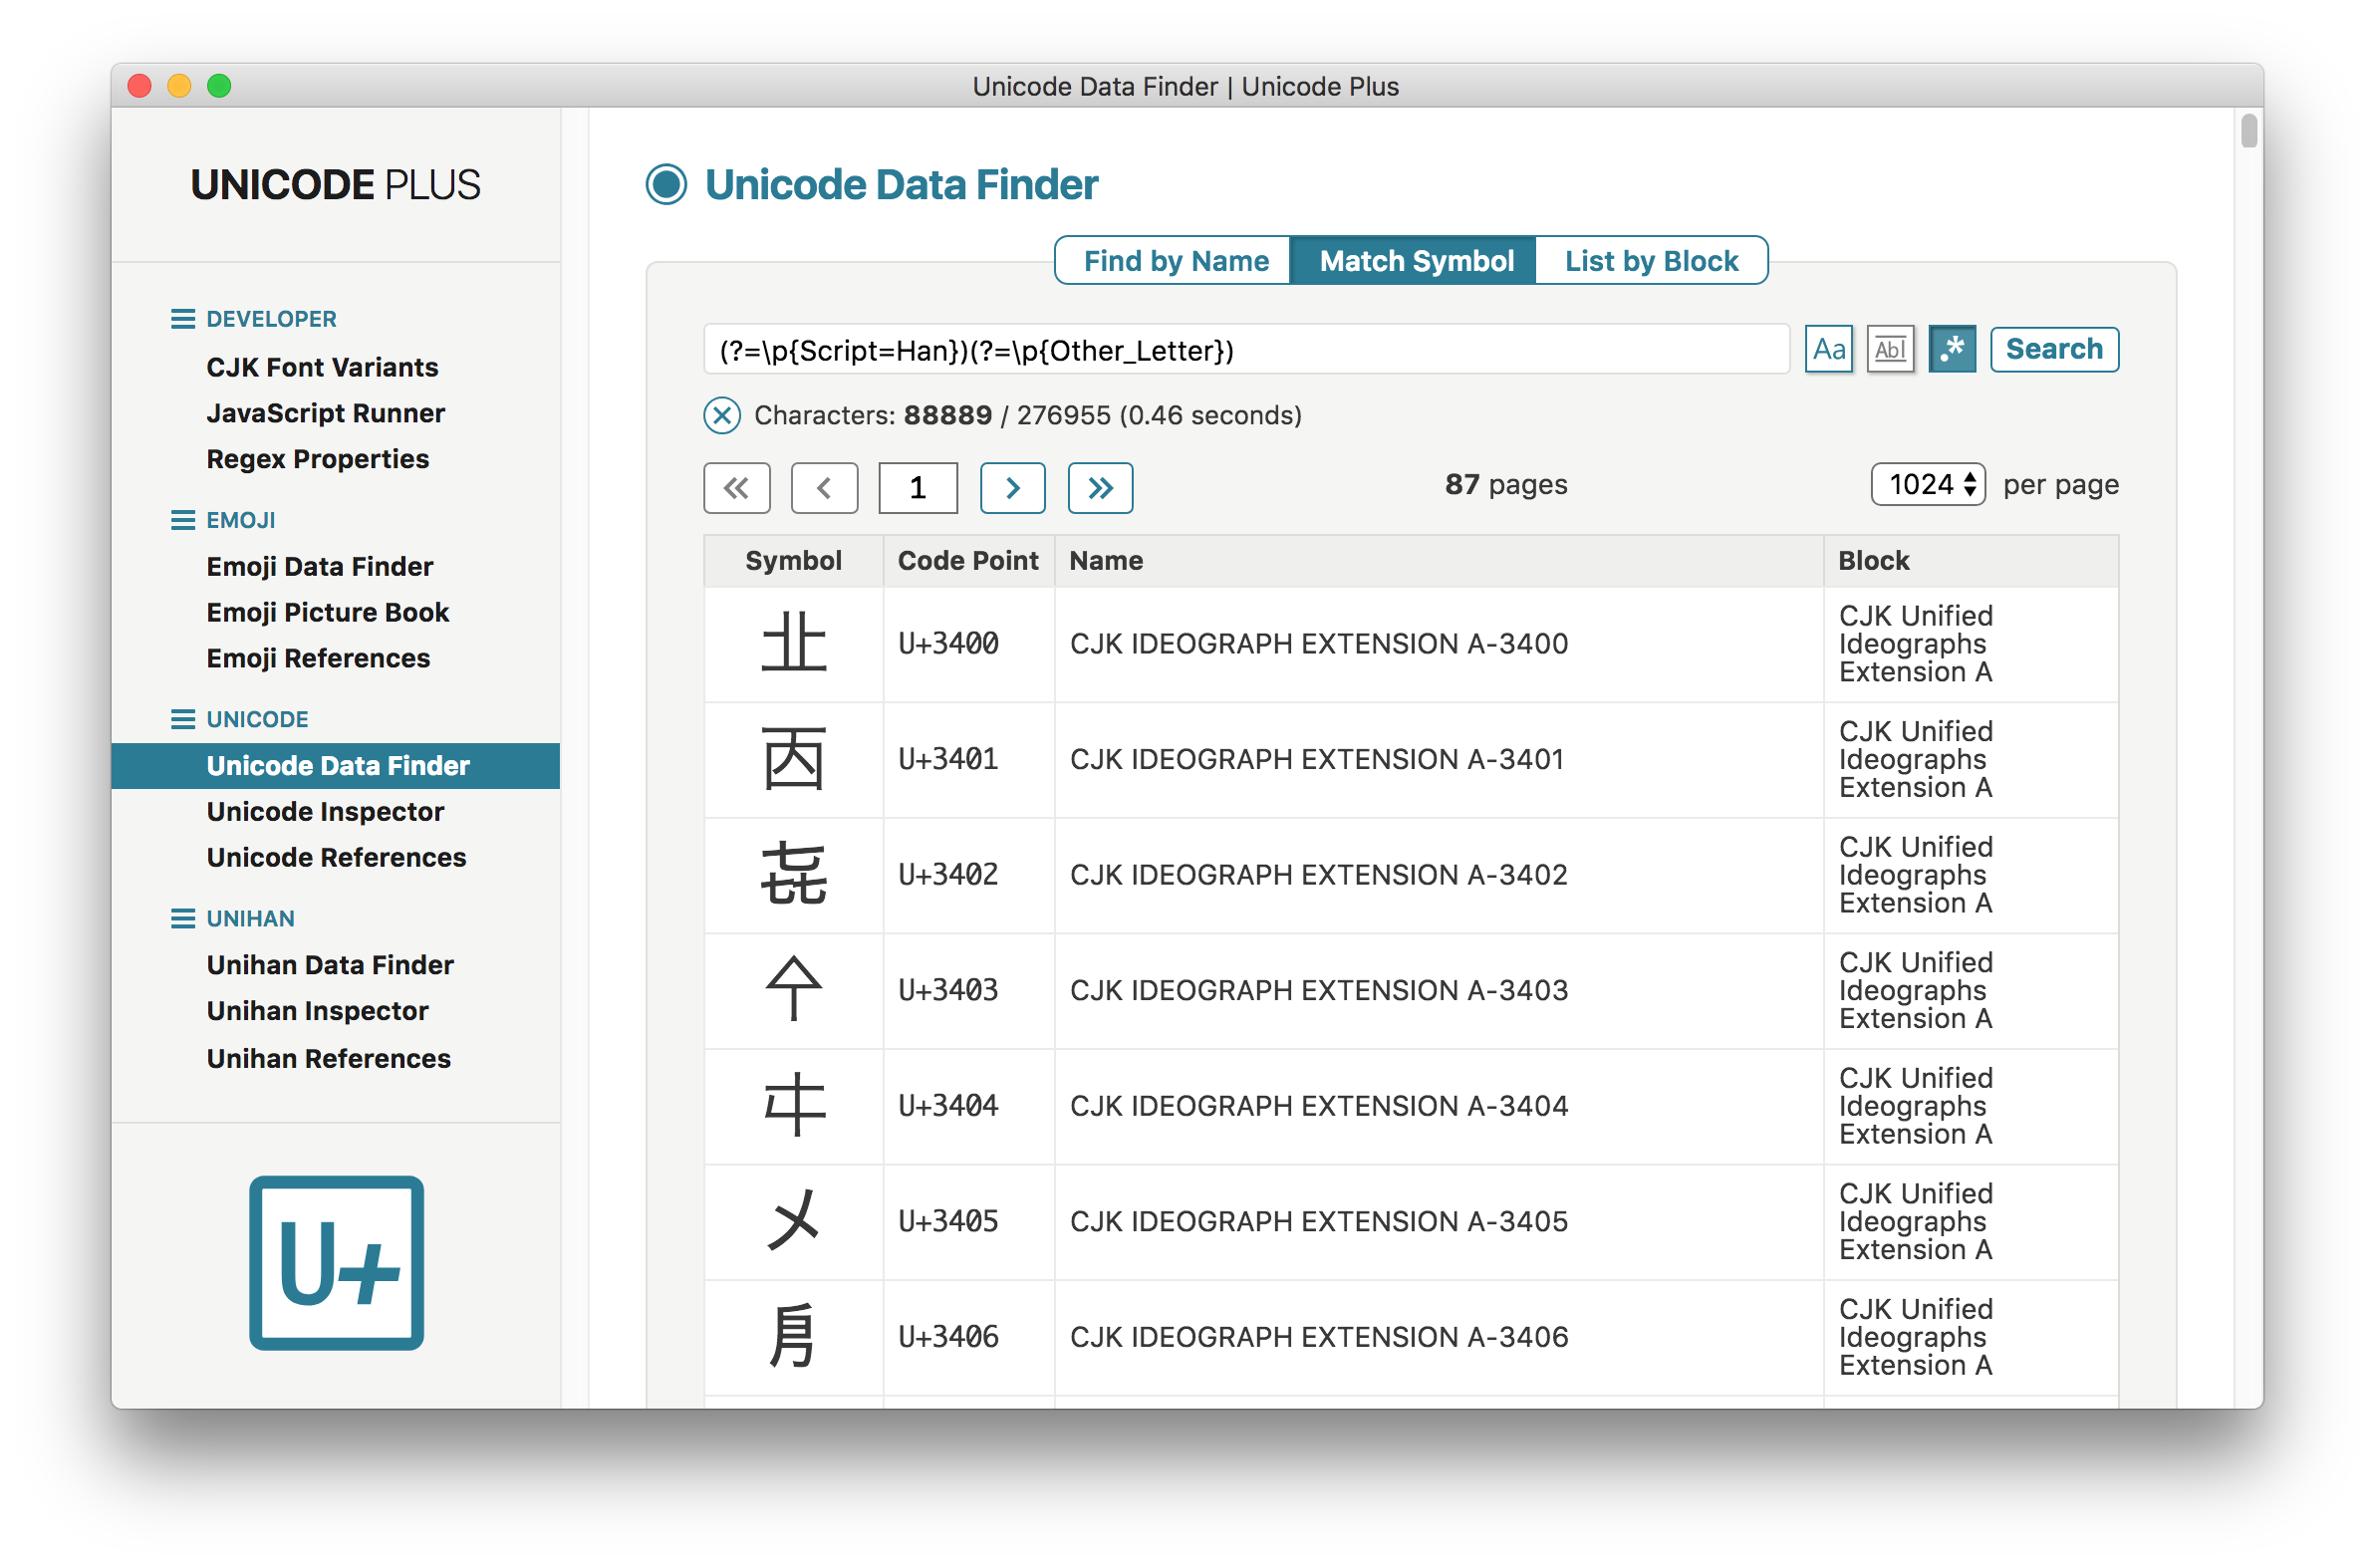 Unicode Data Finder | Unicode Plus
UNICODE PLUS
DEVELOPER
CJK Font Variants
JavaScript Runner
Regex Properties
EMOJI
Emoji Data Finder
Emoji Picture Book
Emoji References
UNICODE
Unicode Data Finder
Unicode Inspector
Unicode References
UNIHAN
Unihan Data Finder
Unihan Inspector
Unihan References
U+
Unicode Data Finder
Find by Name Match Symbol List by Block
(?=\p{Script=Han})(?=\p{Other_Letter}) Aa Abl .* Search
Characters: 88889 / 276955 (0.46 seconds)
« ‹ 1 › » 87 pages 1024 per page
Symbol Code Point Name Block
㐀 U+3400 CJK IDEOGRAPH EXTENSION A-3400 CJK Unified
Ideographs
Extension A
㐁 U+3401 CJK IDEOGRAPH EXTENSION A-3401 CJK Unified
Ideographs
Extension A
㐂 U+3402 CJK IDEOGRAPH EXTENSION A-3402 CJK Unified
Ideographs
Extension A
㐃 U+3403 CJK IDEOGRAPH EXTENSION A-3403 CJK Unified
Ideographs
Extension A
㐄 U+3404 CJK IDEOGRAPH EXTENSION A-3404 CJK Unified
Ideographs
Extension A
㐅 U+3405 CJK IDEOGRAPH EXTENSION A-3405 CJK Unified
Ideographs
Extension A
㐆 U+3406 CJK IDEOGRAPH EXTENSION A-3406 CJK Unified
Ideographs
Extension A